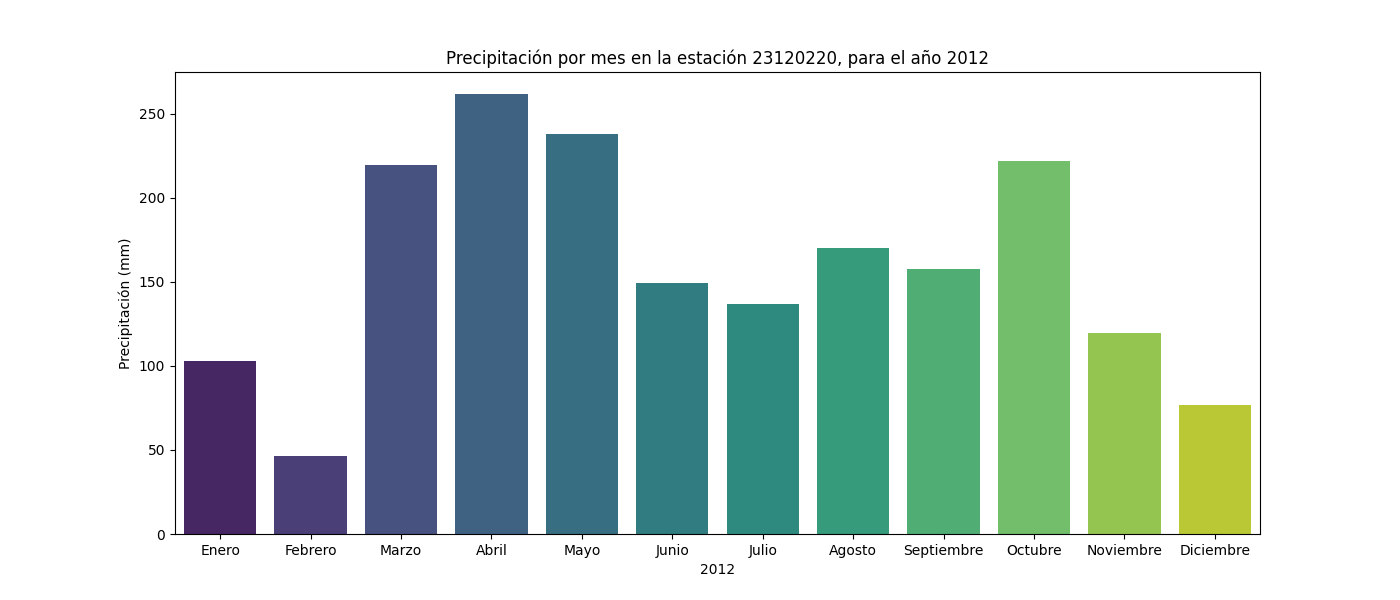 Precipitación por mes en la estación 23120220, para el año 2012
Precipitación (mm)
250
200
150
100
50
0
Enero Febrero Marzo Abril Mayo Junio Julio Agosto Septiembre Octubre Noviembre Diciembre
2012